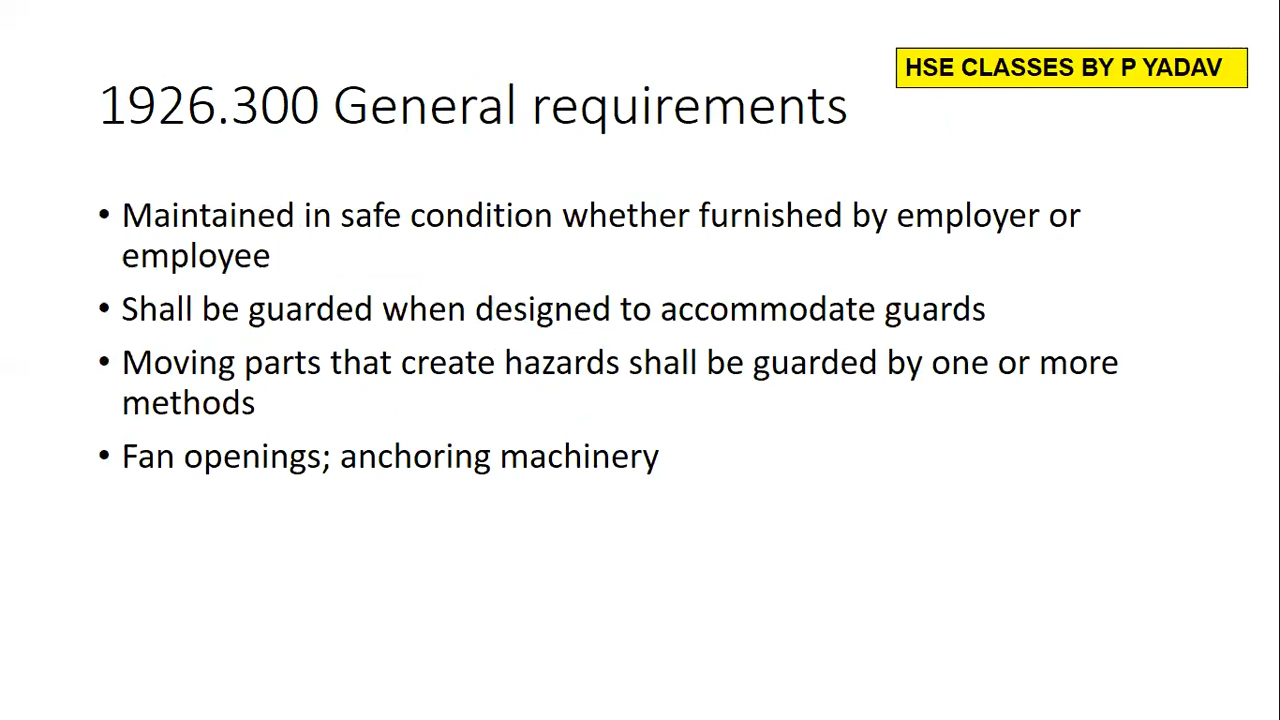 HSE CLASSES BY P YADAV
1926.300 General requirements
• Maintained in safe condition whether furnished by employer or
employee
• Shall be guarded when designed to accommodate guards
• Moving parts that create hazards shall be guarded by one or more
methods
• Fan openings; anchoring machinery